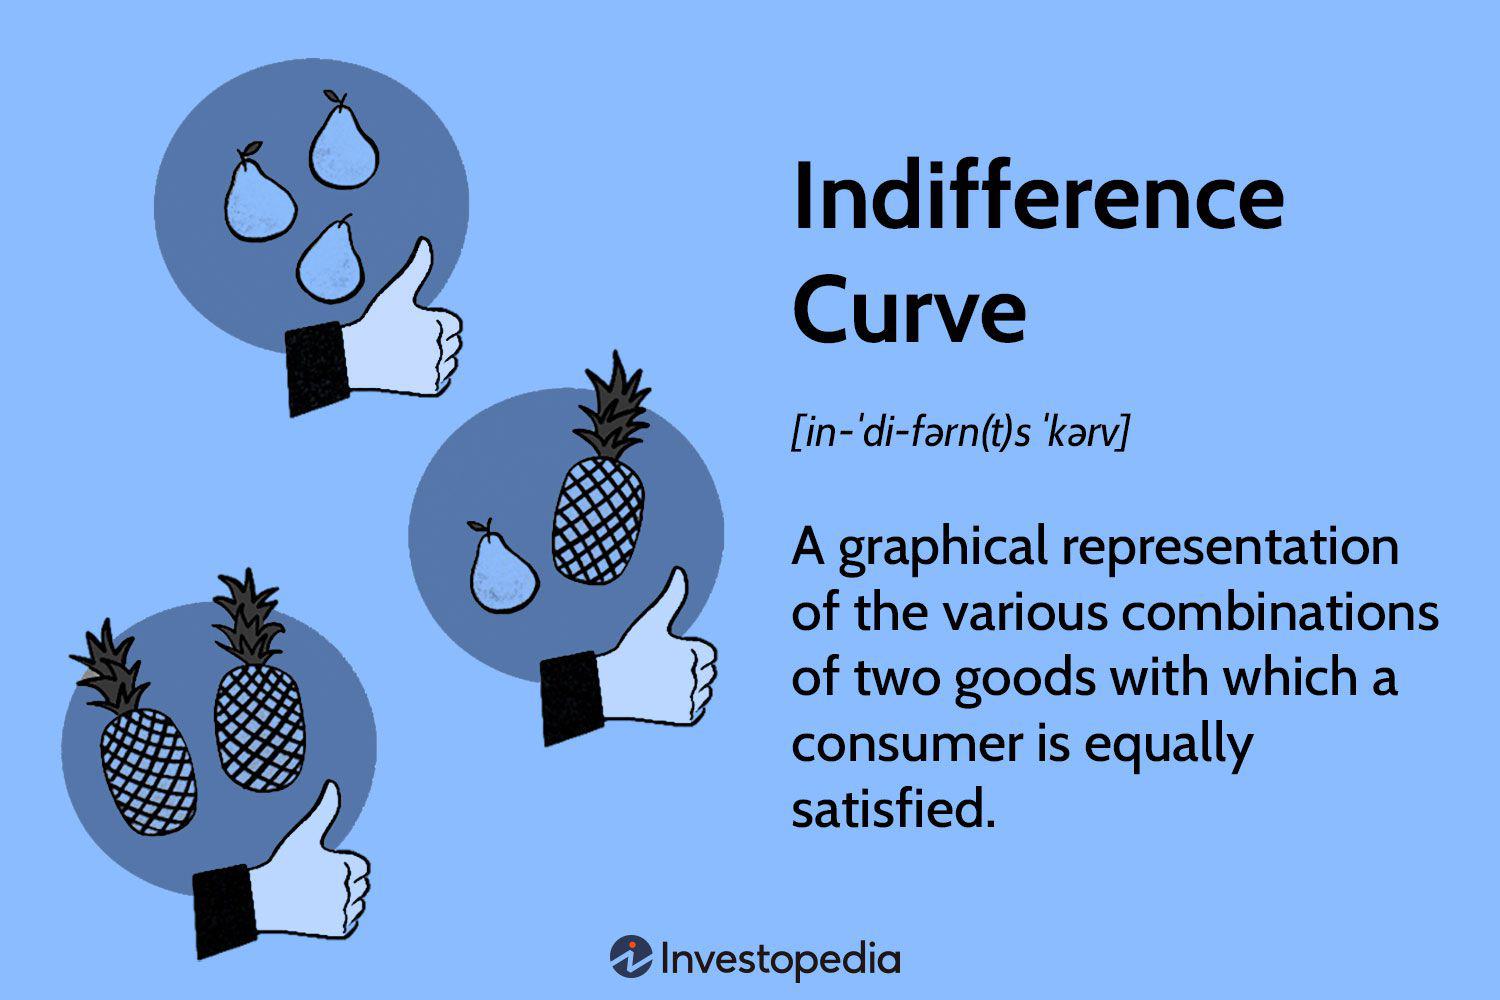 Indifference
Curve
[in-ˈdi-fərn(t)s ˈkərv]
A graphical representation
of the various combinations
of two goods with which a
consumer is equally
satisfied.
Investopedia